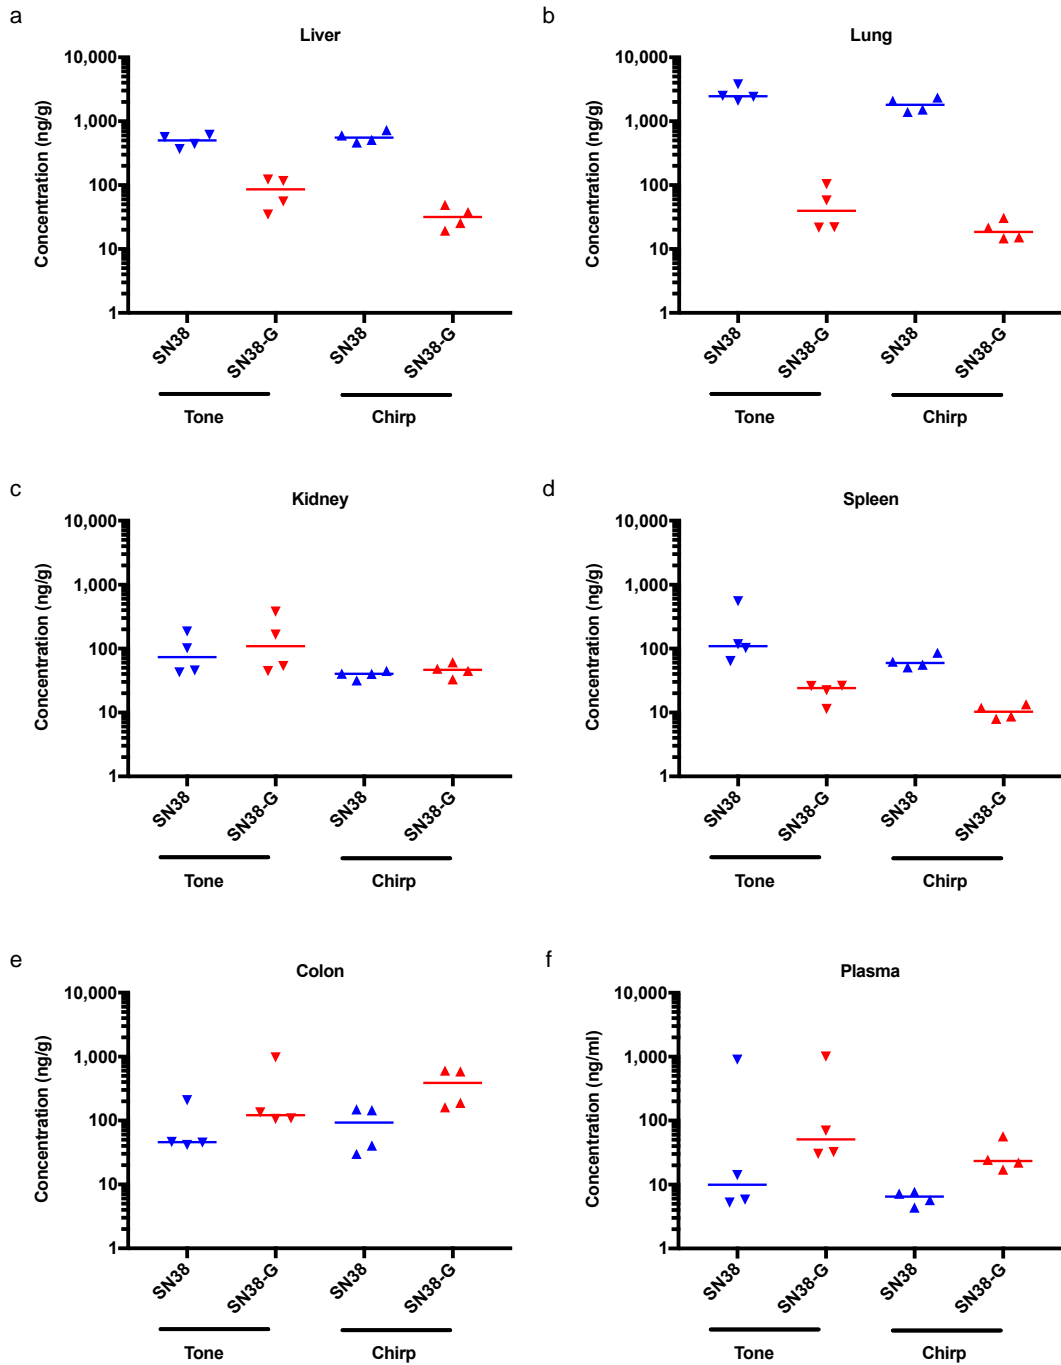 a
Liver
Concentration (ng/g)
10,000
1,000
100
10
1
SN38
SN38-G
SN38
SN38-G
Tone
Chirp
b
Lung
Concentration (ng/g)
10,000
1,000
100
10
1
SN38
SN38-G
SN38
SN38-G
Tone
Chirp
c
Kidney
Concentration (ng/g)
10,000
1,000
100
10
1
SN38
SN38-G
SN38
SN38-G
Tone
Chirp
d
Spleen
Concentration (ng/g)
10,000
1,000
100
10
1
SN38
SN38-G
SN38
SN38-G
Tone
Chirp
e
Colon
Concentration (ng/g)
10,000
1,000
100
10
1
SN38
SN38-G
SN38
SN38-G
Tone
Chirp
f
Plasma
Concentration (ng/ml)
10,000
1,000
100
10
1
SN38
SN38-G
SN38
SN38-G
Tone
Chirp